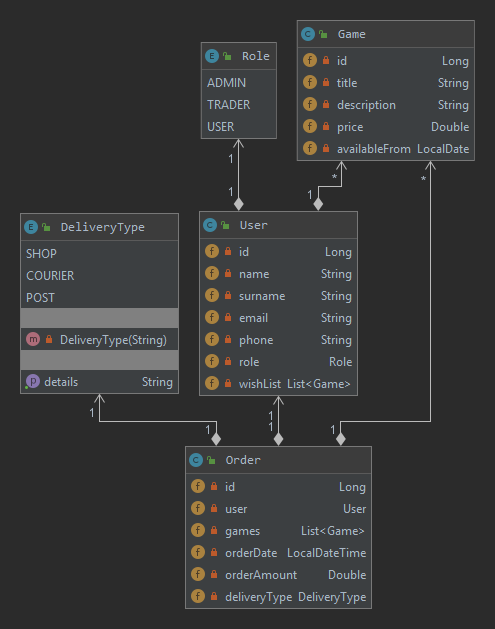 Game
id Long
title String
description String
price Double
availableFrom LocalDate
Role
ADMIN
TRADER
USER
1
1
1
*
*
DeliveryType
SHOP
COURIER
POST
m DeliveryType(String)
p details String
User
f id Long
f name String
f surname String
f email String
f phone String
f role Role
f wishList List<Game>
1
1
1
1
1
Order
f id Long
f user User
f games List<Game>
f orderDate LocalDateTime
f orderAmount Double
f deliveryType DeliveryType